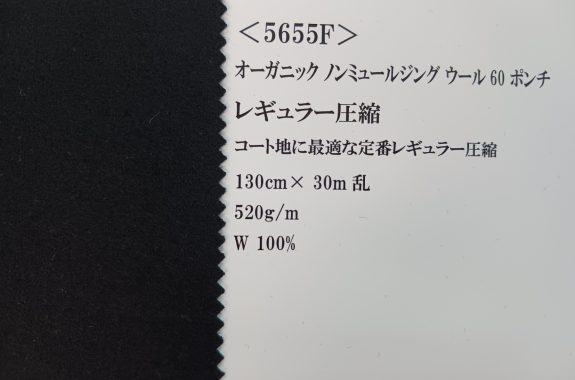 ＜5655F＞
オーガニック ノンミュールジング ウール 60 ポンチ
レギュラー圧縮
コート地に最適な定番レギュラー圧縮
130cm× 30m 乱
520g/m
W 100%